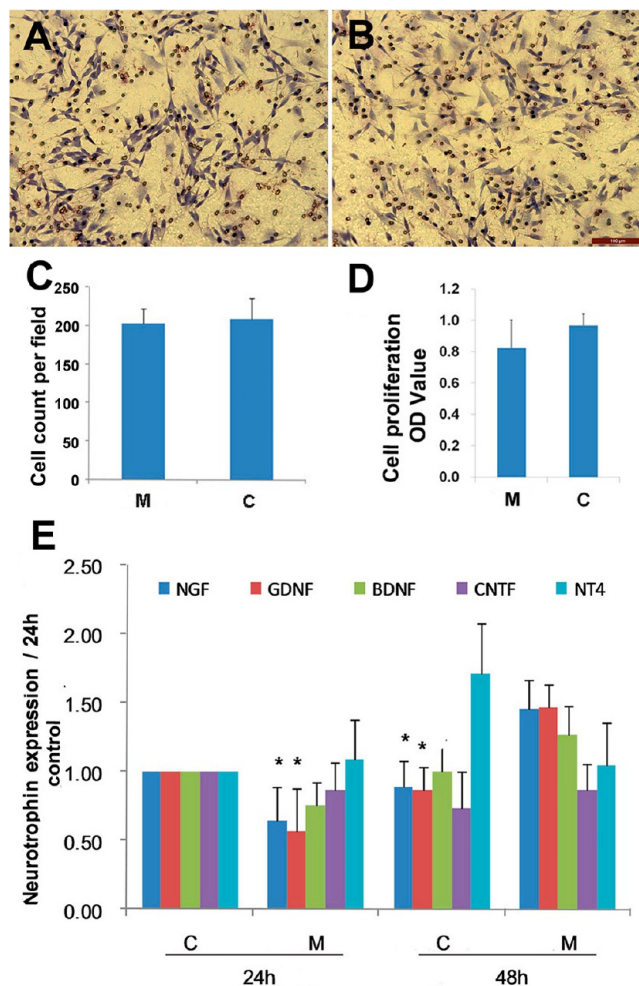 A
B
100 µm
C
Cell count per field
250
200
150
100
50
0
M
C
D
Cell proliferation
OD Value
1.2
1.0
0.8
0.6
0.4
0.2
0.0
M
C
E
Neurotrophin expression / 24h
control
2.50
2.00
1.50
1.00
0.50
0.00
NGF
GDNF
BDNF
CNTF
NT4
* *
* *
C
M
C
M
24h
48h